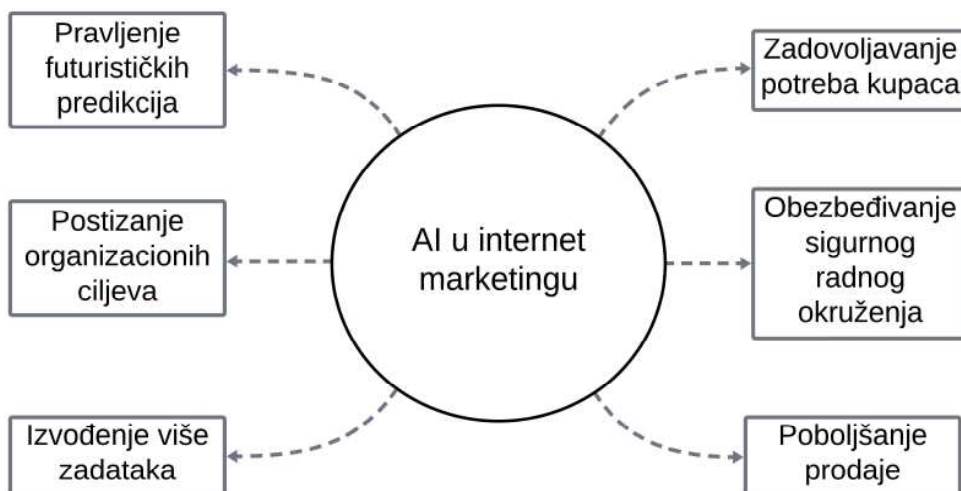 Pravljenje
futurističkih
predikcija
Zadovoljavanje
potreba kupaca
Postizanje
organizacionih
ciljeva
AI u internet
marketingu
Obezbeđivanje
sigurnog
radnog
okruženja
Izvođenje više
zadataka
Poboljšanje
prodaje